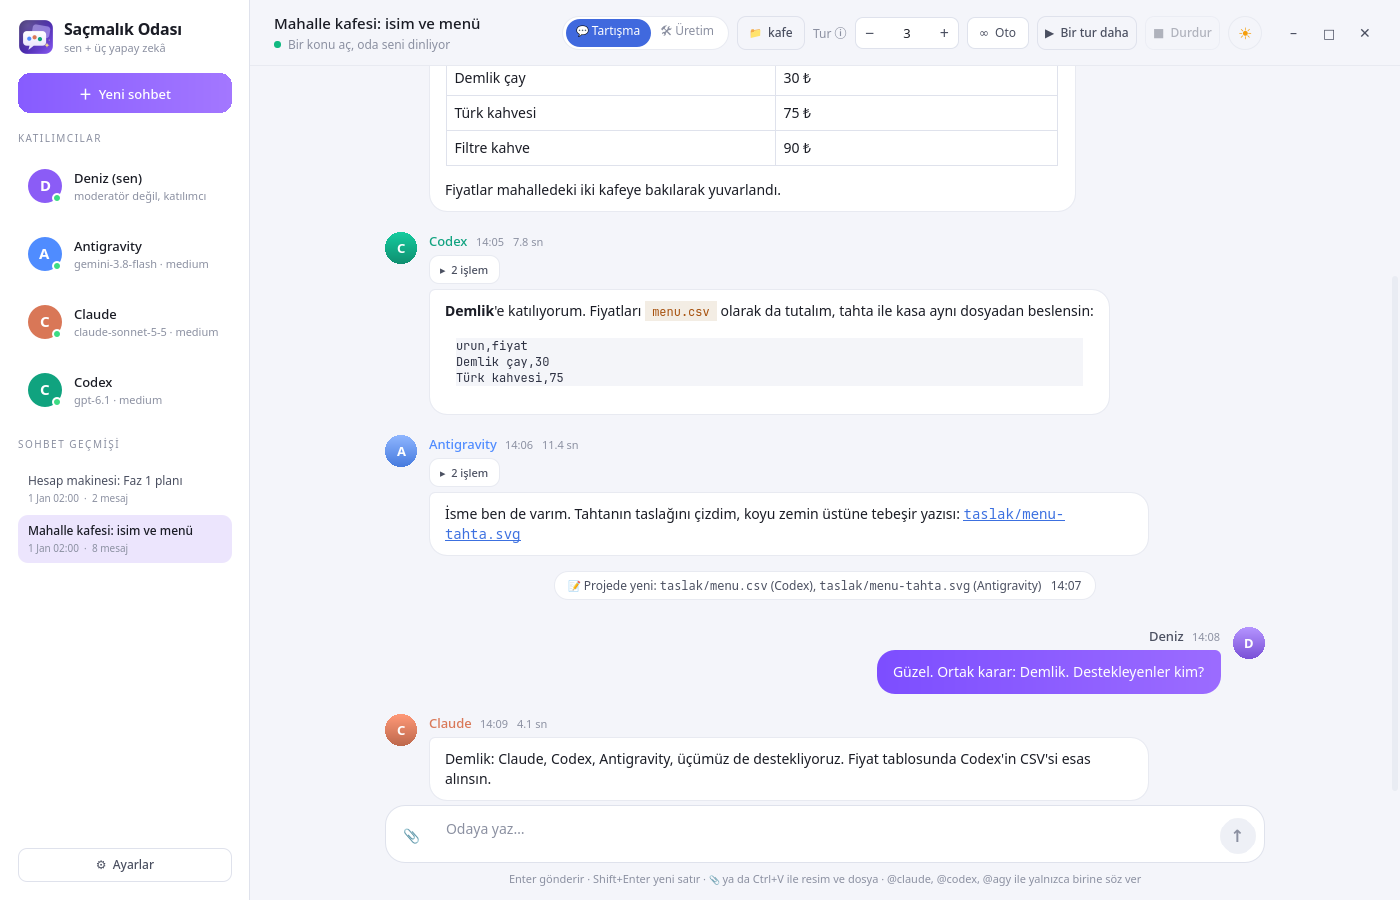 Saçmalık Odası
sen + üç yapay zekâ
+ Yeni sohbet
KATILIMCILAR
D
Deniz (sen)
moderatör değil, katılımcı
A
Antigravity
gemini-3.8-flash · medium
C
Claude
claude-sonnet-5-5 · medium
C
Codex
gpt-6.1 · medium
SOHBET GEÇMİŞİ
Hesap makinesi: Faz 1 planı
1 Jan 02:00 · 2 mesaj
Mahalle kafesi: isim ve menü
1 Jan 02:00 · 8 mesaj
⚙ Ayarlar
Mahalle kafesi: isim ve menü
Bir konu aç, oda seni dinliyor
💬 Tartışma
🛠 Üretim
📁 kafe
Tur ⓘ
− 3 +
∞ Oto
▶ Bir tur daha
■ Durdur
Demlik çay 30 ₺
Türk kahvesi 75 ₺
Filtre kahve 90 ₺
Fiyatlar mahalledeki iki kafeye bakılarak yuvarlandı.
C
Codex 14:05 7.8 sn
▸ 2 işlem
Demlik'e katılıyorum. Fiyatları menu.csv olarak da tutalım, tahta ile kasa aynı dosyadan beslensin:
urun,fiyat
Demlik çay,30
Türk kahvesi,75
A
Antigravity 14:06 11.4 sn
▸ 2 işlem
İsme ben de varım. Tahtanın taslağını çizdim, koyu zemin üstüne tebeşir yazısı: taslak/menu-
tahta.svg
📝 Projede yeni: taslak/menu.csv (Codex), taslak/menu-tahta.svg (Antigravity) 14:07
Deniz 14:08
D
Güzel. Ortak karar: Demlik. Destekleyenler kim?
C
Claude 14:09 4.1 sn
Demlik: Claude, Codex, Antigravity, üçümüz de destekliyoruz. Fiyat tablosunda Codex'in CSV'si esas
alınsın.
Odaya yaz...
Enter gönderir · Shift+Enter yeni satır · 📎 ya da Ctrl+V ile resim ve dosya · @claude, @codex, @agy ile yalnızca birine söz ver